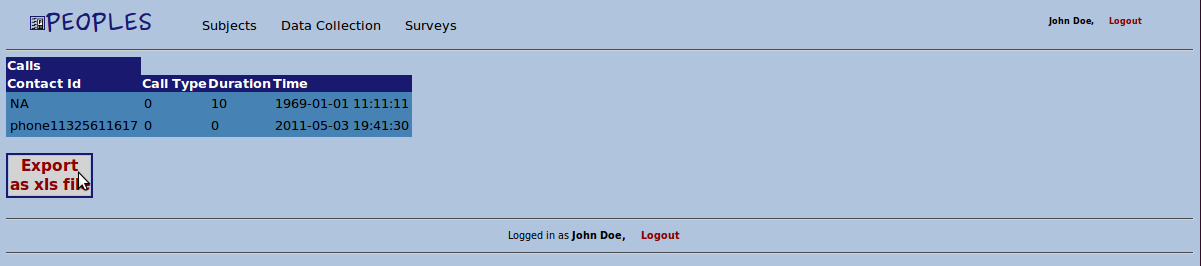 PEOPLES Subjects Data Collection Surveys John Doe, Logout
Calls
Contact Id Call Type Duration Time
NA 0 10 1969-01-01 11:11:11
phone11325611617 0 0 2011-05-03 19:41:30
Export
as xls file
Logged in as John Doe, Logout